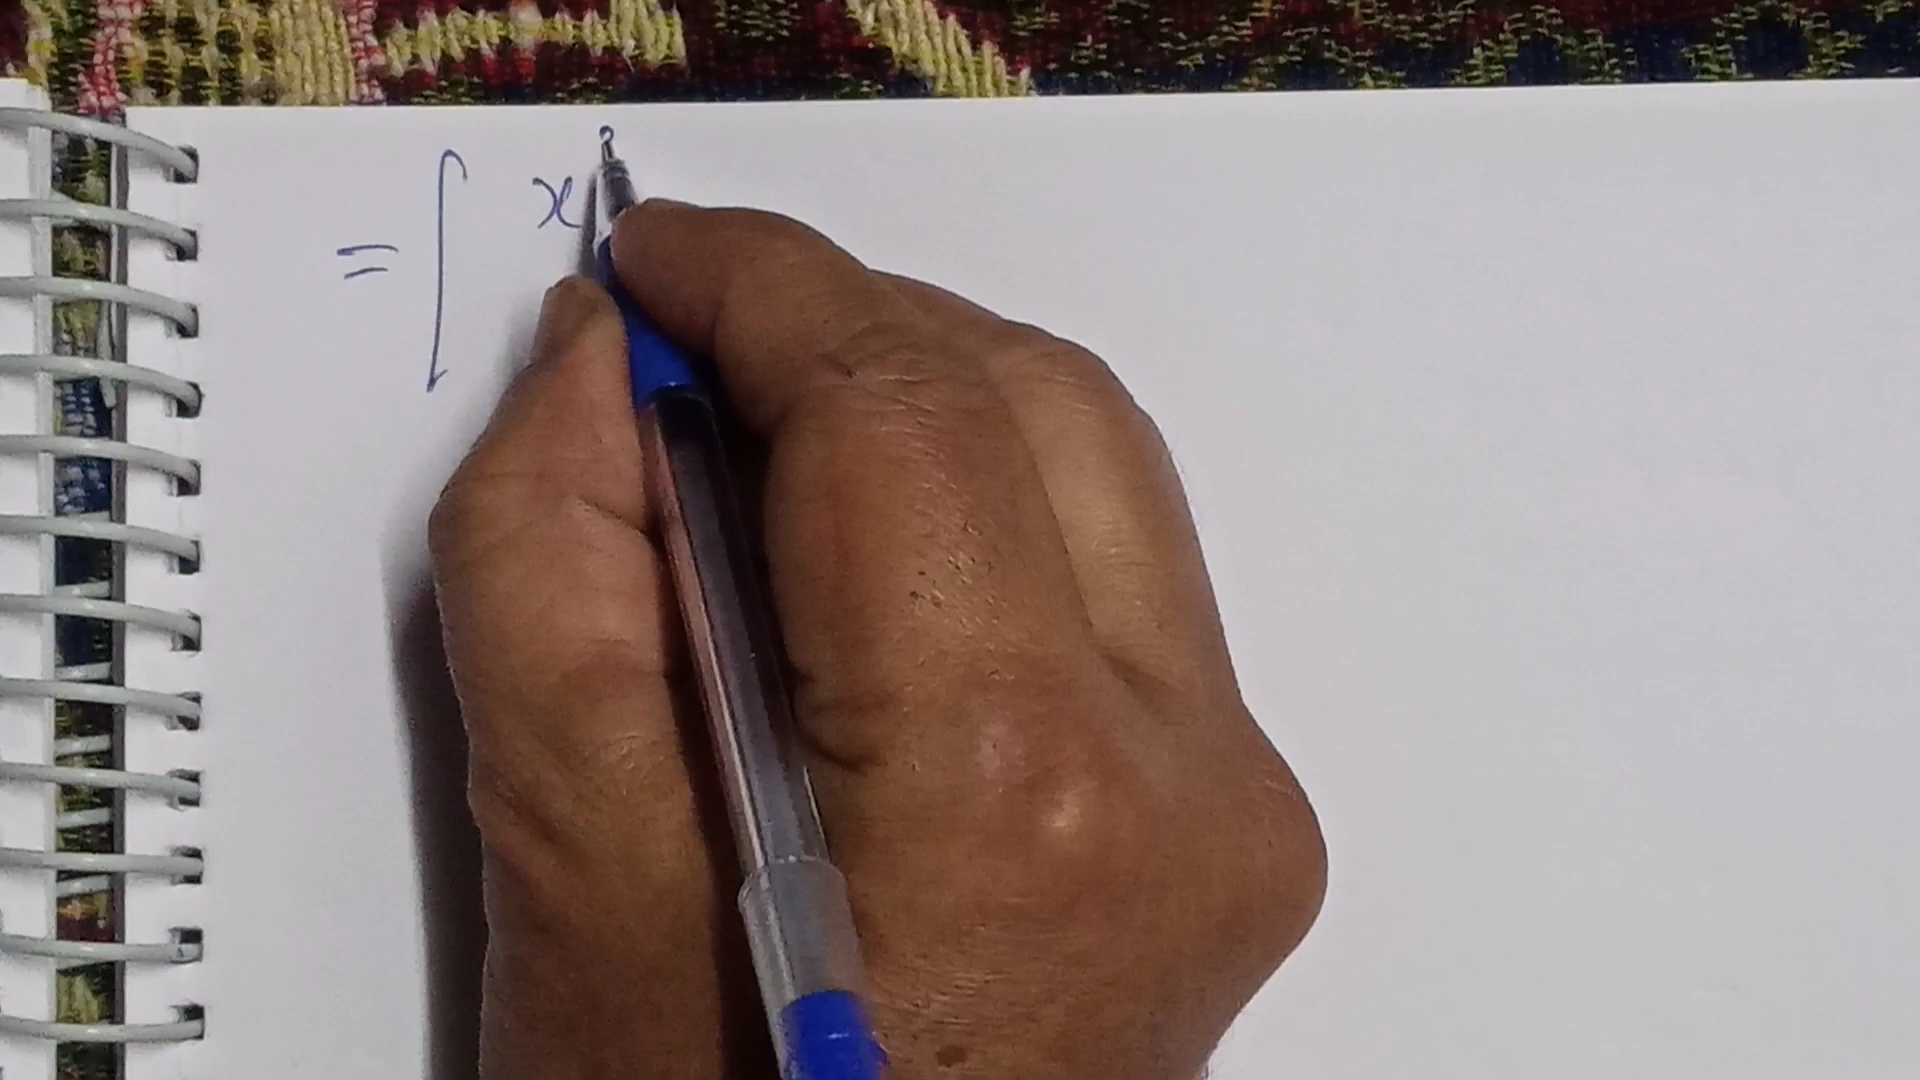 = ∫ x